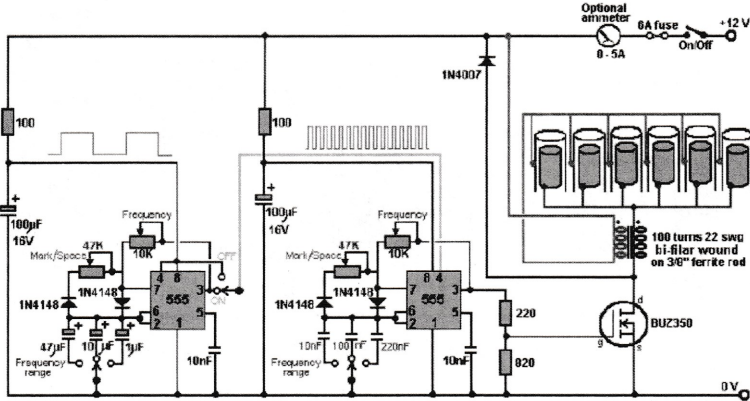 Optional
ammeter
6A fuse
+12 V
0 - 5A
On/Off
1N4007
100
100
100µF
16V
100µF
16V
Frequency
10K
47K
Mark/Space
OFF
ON
1N4148
1N4148
4
8
7
3
555
6
5
2
1
47µF
10µF
1µF
10nF
Frequency
range
Frequency
10K
47K
Mark/Space
1N4148
1N4148
8
4
7
3
555
6
5
2
1
10nF
100nF
220nF
10nF
Frequency
range
220
820
100 turns 22 swg
bi-filar wound
on 3/8" ferrite rod
d
BUZ350
g
s
0 V